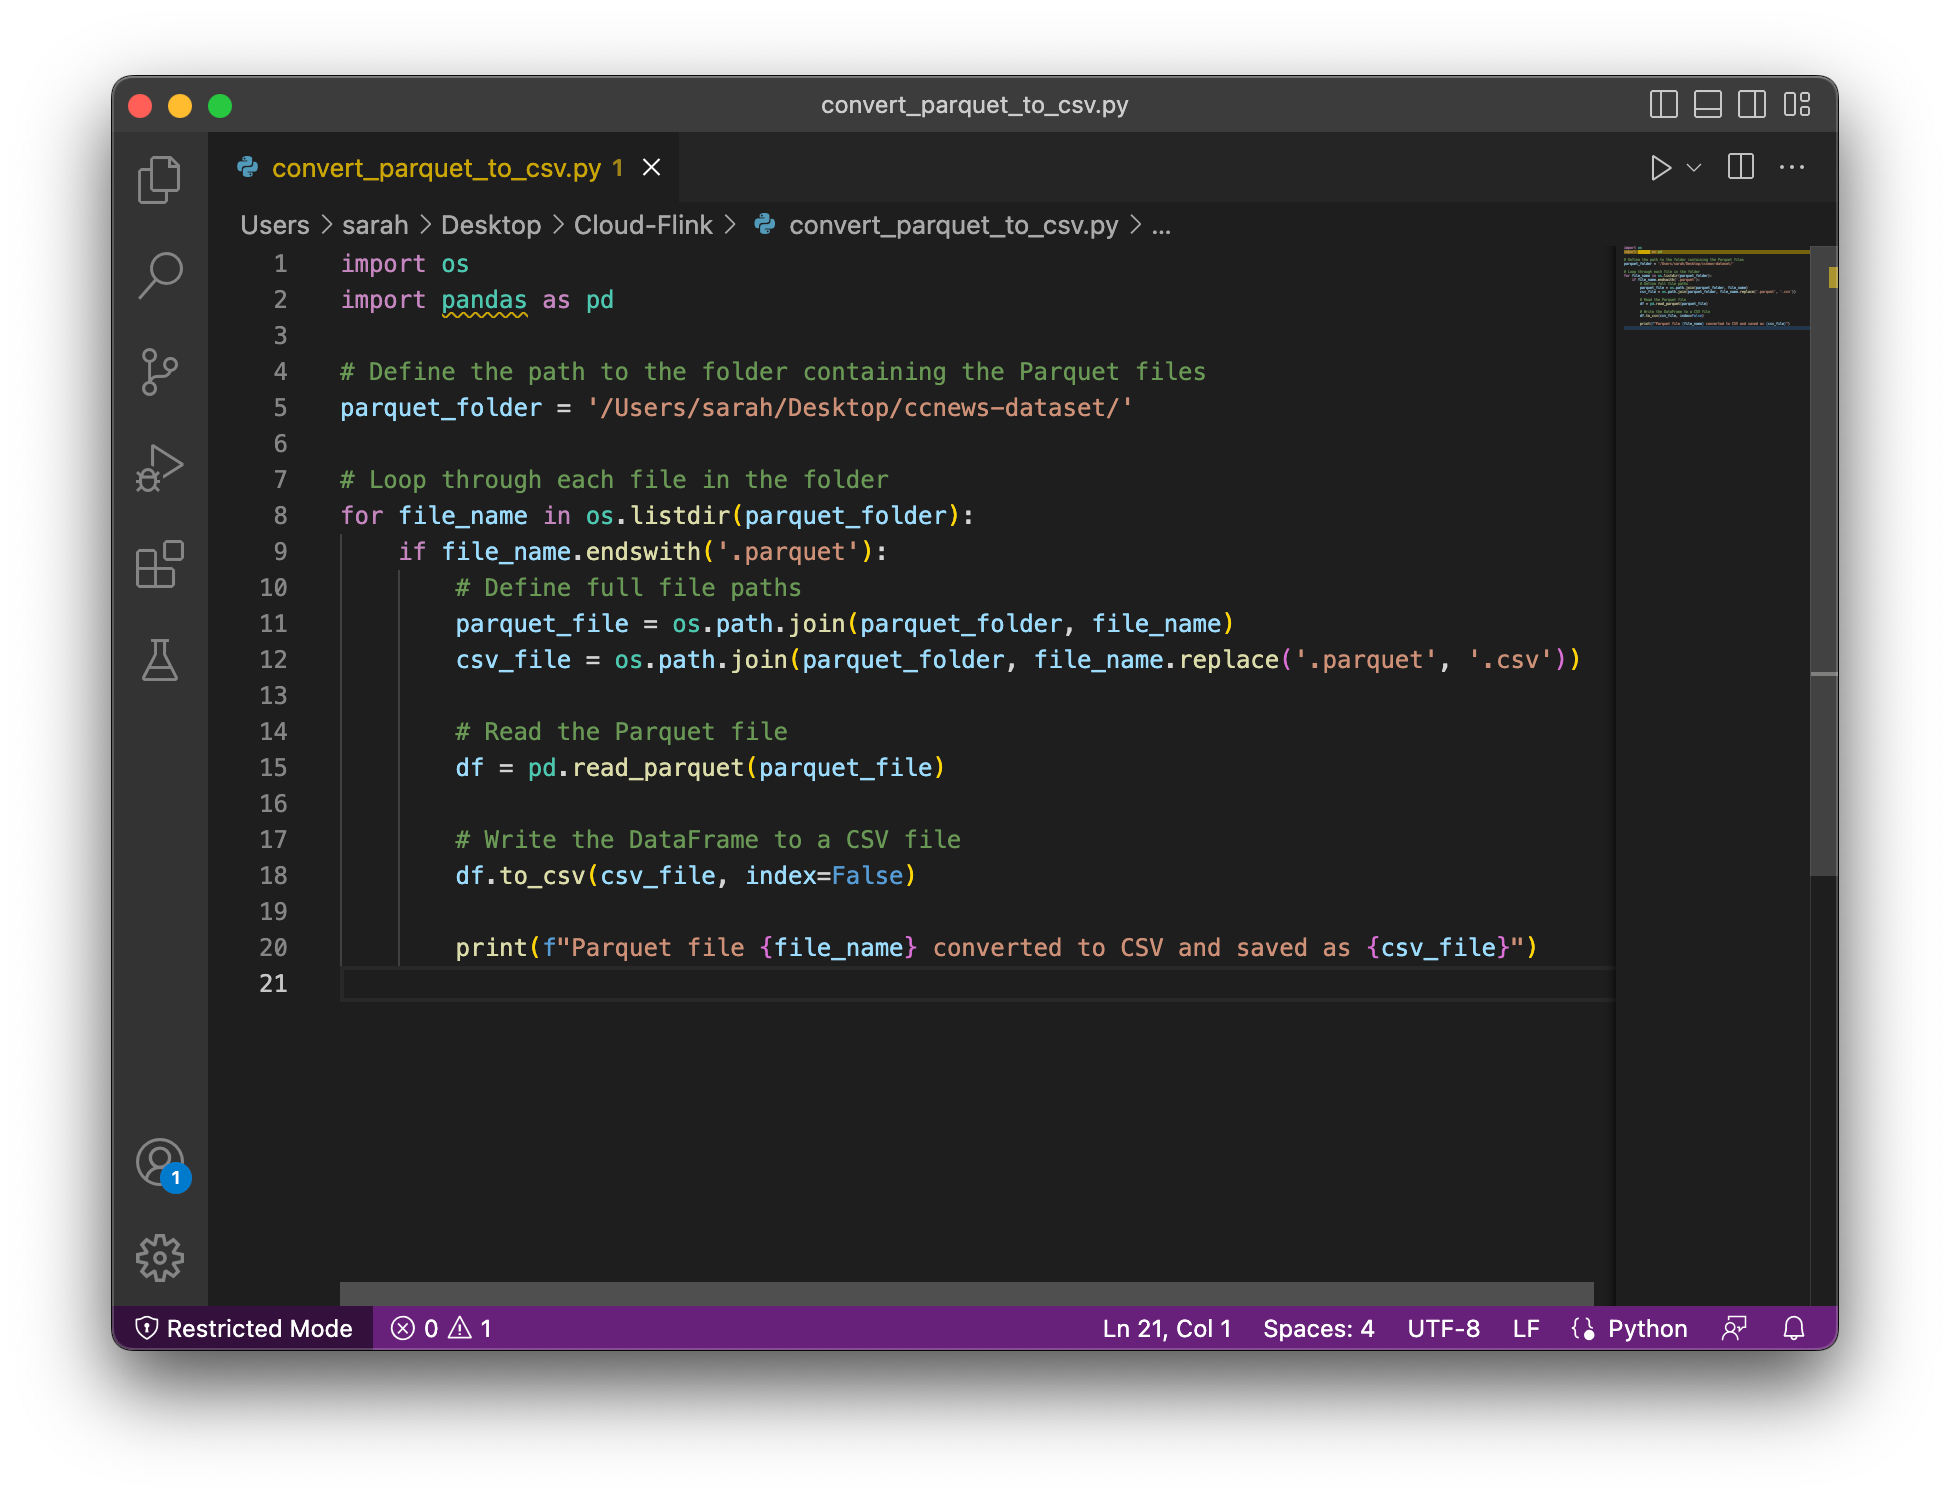 convert_parquet_to_csv.py
convert_parquet_to_csv.py 1
Users > sarah > Desktop > Cloud-Flink > convert_parquet_to_csv.py > ...
1 import os
2 import pandas as pd
3
4 # Define the path to the folder containing the Parquet files
5 parquet_folder = '/Users/sarah/Desktop/ccnews-dataset/'
6
7 # Loop through each file in the folder
8 for file_name in os.listdir(parquet_folder):
9     if file_name.endswith('.parquet'):
10         # Define full file paths
11         parquet_file = os.path.join(parquet_folder, file_name)
12         csv_file = os.path.join(parquet_folder, file_name.replace('.parquet', '.csv'))
13
14         # Read the Parquet file
15         df = pd.read_parquet(parquet_file)
16
17         # Write the DataFrame to a CSV file
18         df.to_csv(csv_file, index=False)
19
20         print(f"Parquet file {file_name} converted to CSV and saved as {csv_file}")
21
1
Restricted Mode 0 1 Ln 21, Col 1 Spaces: 4 UTF-8 LF Python